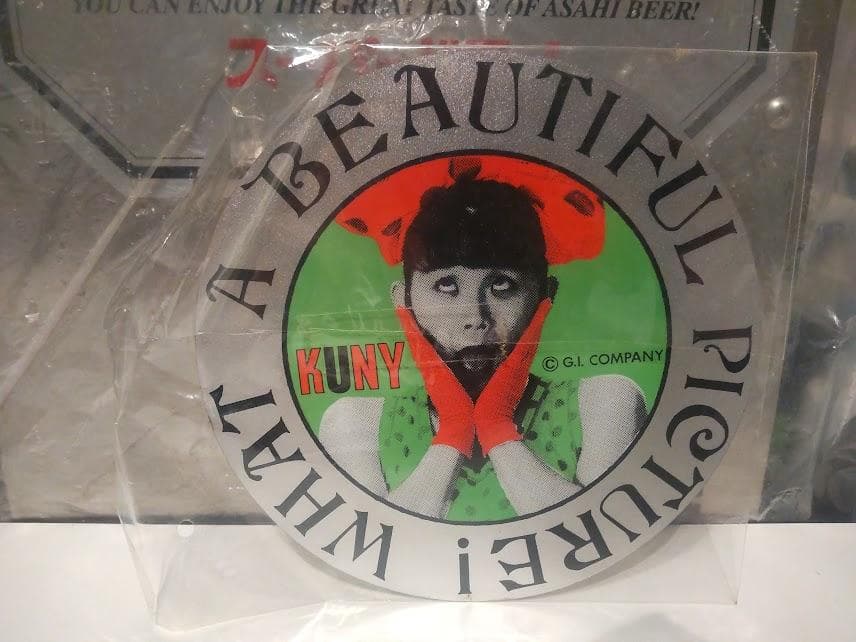 YOU CAN ENJOY THE GREAT TASTE OF ASAHI BEER!
WHAT A BEAUTIFUL PICTURE!
KUNY
© G.I. COMPANY